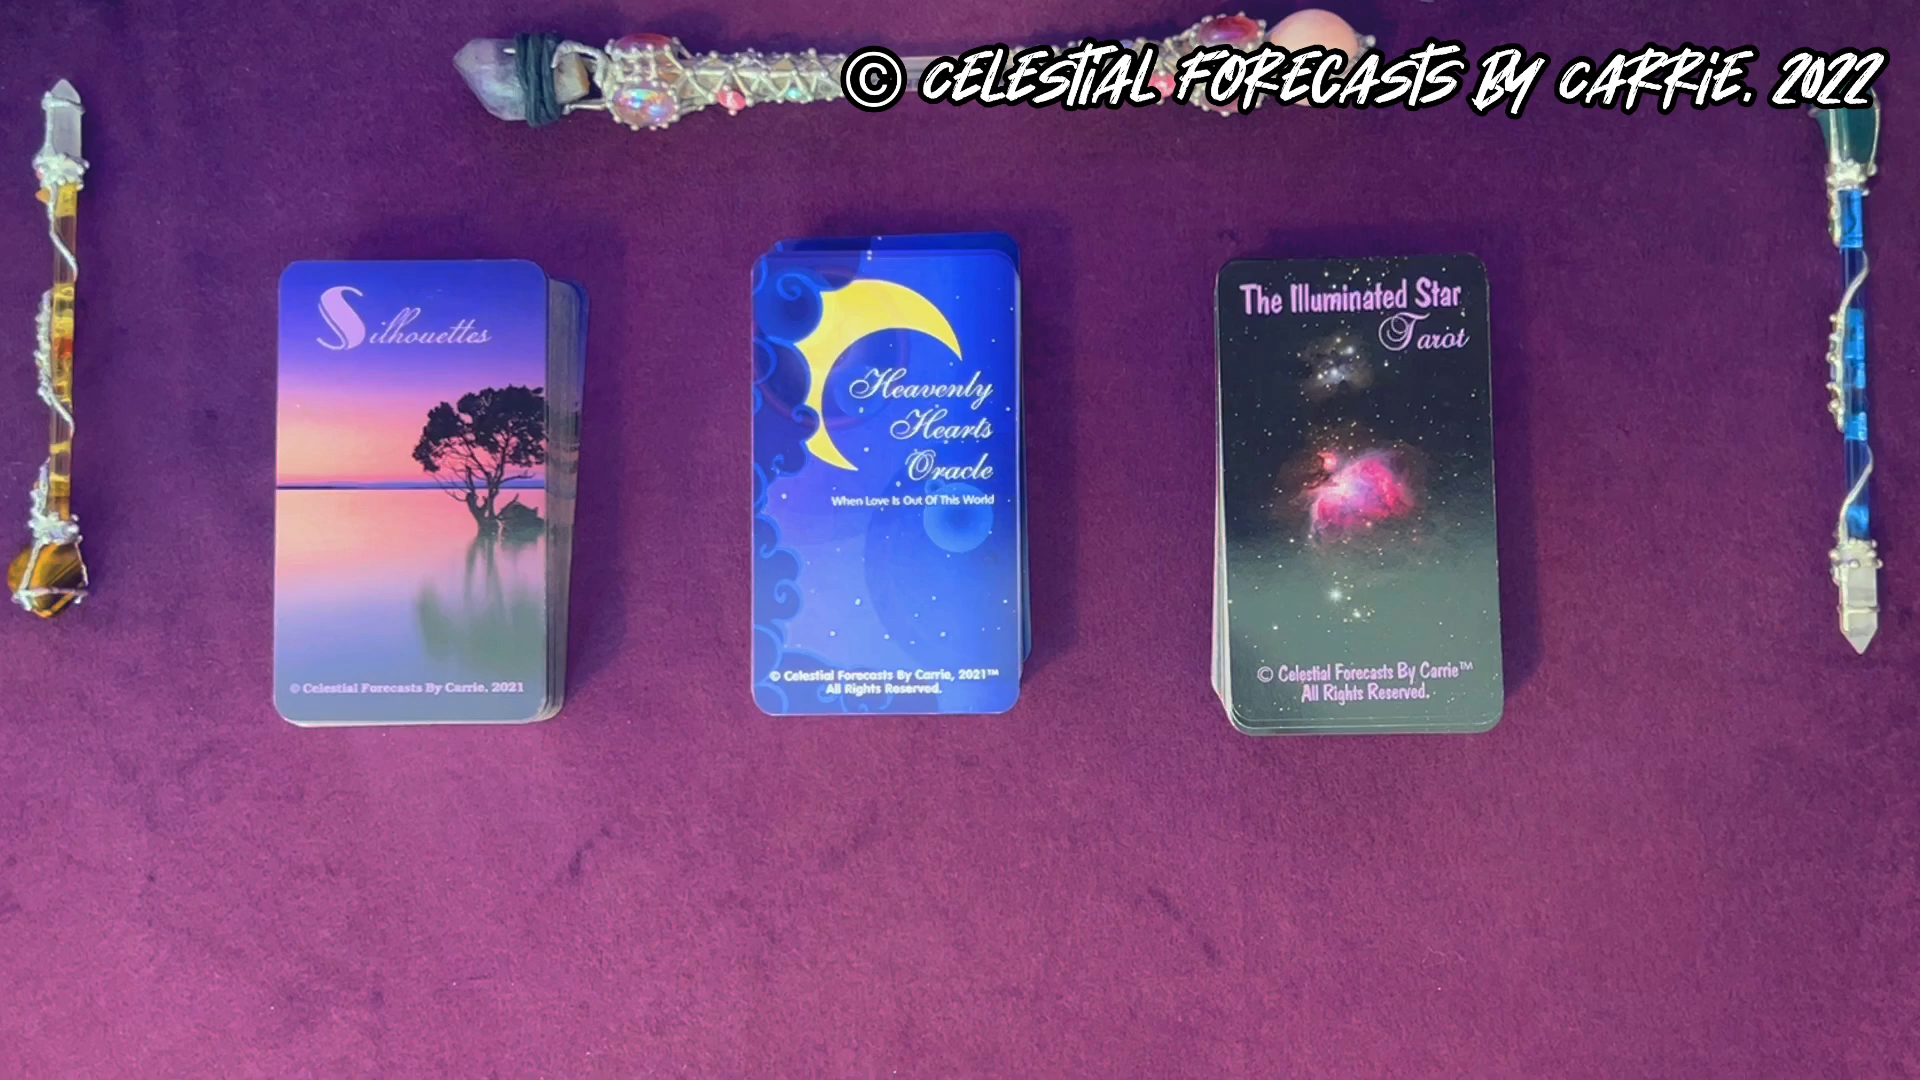 © CELESTIAL FORECASTS BY CARRIE. 2022
Silhouettes
© Celestial Forecasts By Carrie, 2021
Heavenly
Hearts
Oracle
When Love Is Out Of This World
© Celestial Forecasts By Carrie, 2021™
All Rights Reserved.
The Illuminated Star
Tarot
© Celestial Forecasts By Carrie™
All Rights Reserved.